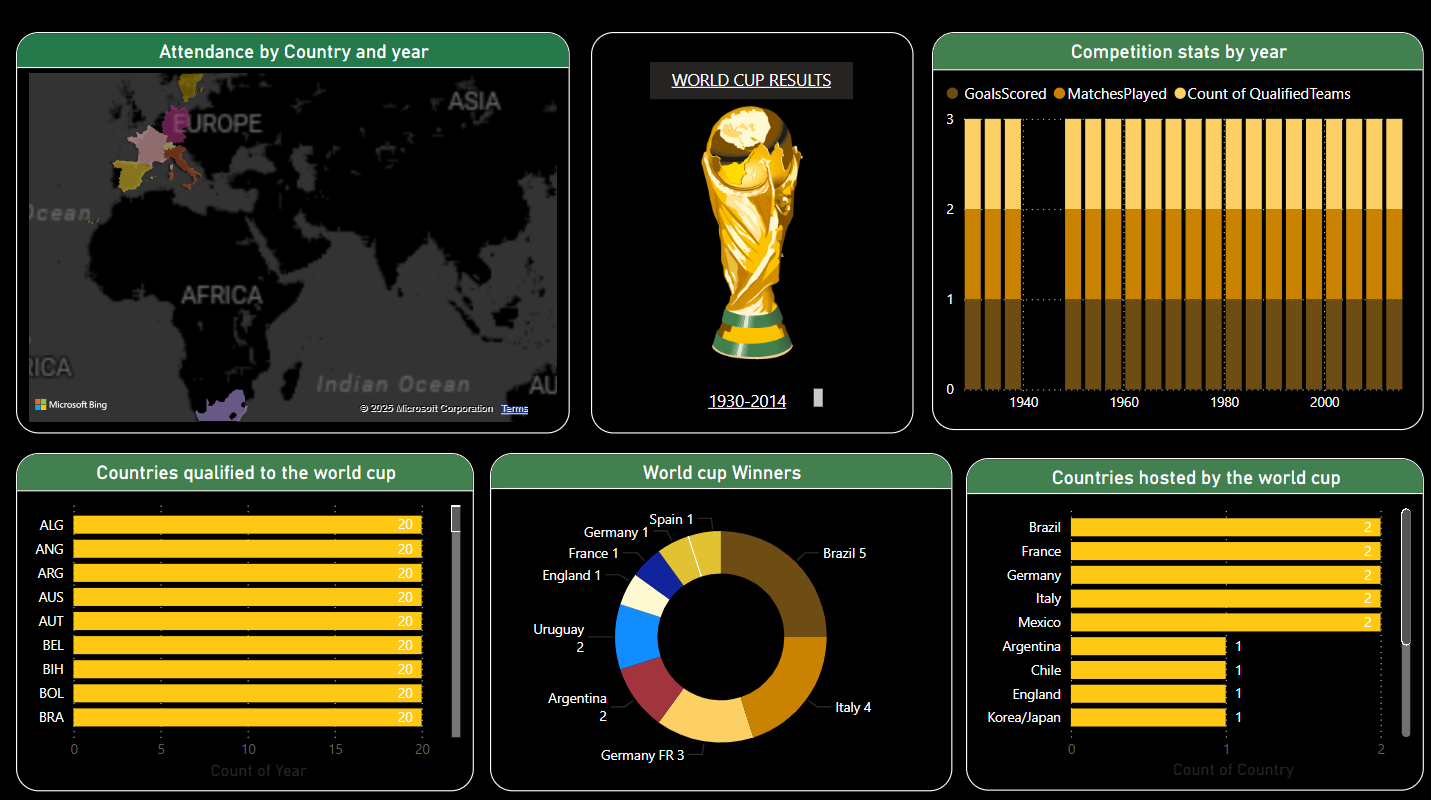 Attendance by Country and year
ASIA
EUROPE
Ocean
AFRICA
RICA
Indian Ocean
AU
Microsoft Bing
© 2025 Microsoft Corporation Terms
WORLD CUP RESULTS
1930-2014
Competition stats by year
GoalsScored MatchesPlayed Count of QualifiedTeams
3
2
1
0
1940 1960 1980 2000
Countries qualified to the world cup
ALG 20
ANG 20
ARG 20
AUS 20
AUT 20
BEL 20
BIH 20
BOL 20
BRA 20
0 5 10 15 20
Count of Year
World cup Winners
Spain 1
Germany 1
France 1
England 1
Uruguay
2
Argentina
2
Germany FR 3
Italy 4
Brazil 5
Countries hosted by the world cup
Brazil 2
France 2
Germany 2
Italy 2
Mexico 2
Argentina 1
Chile 1
England 1
Korea/Japan 1
0 1 2
Count of Country